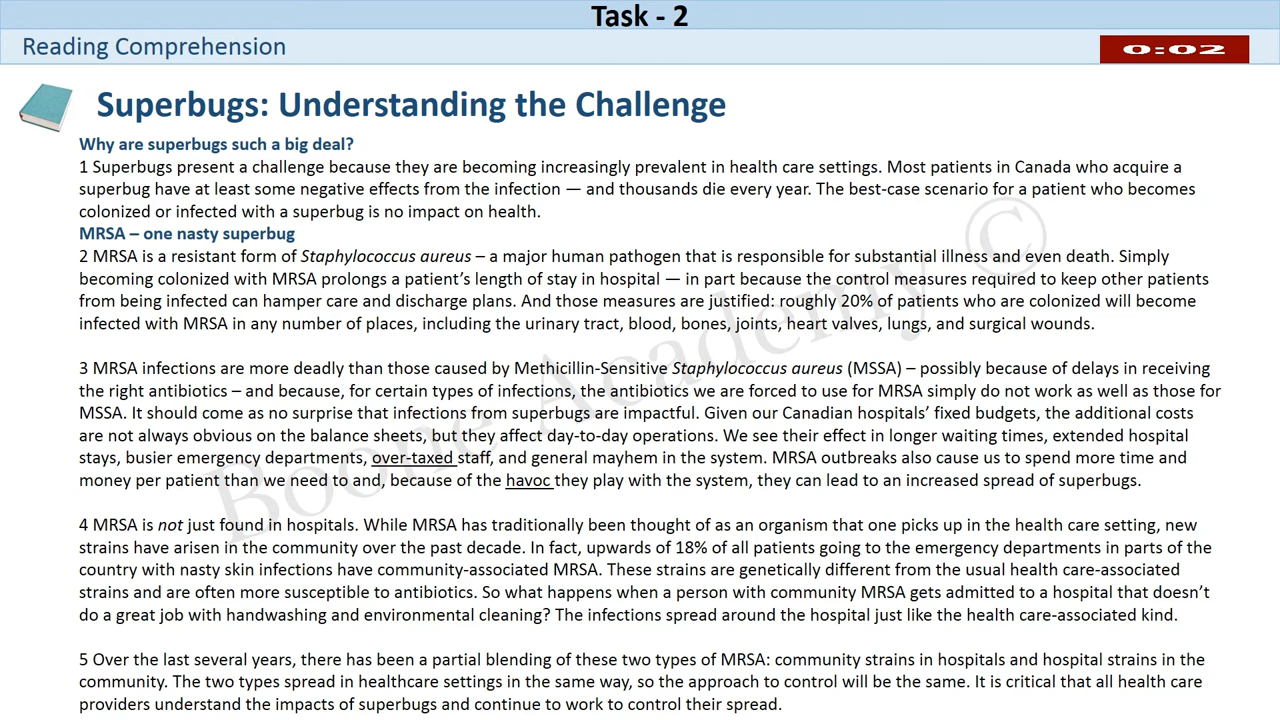 Task - 2
Reading Comprehension
0:02
Superbugs: Understanding the Challenge
Why are superbugs such a big deal?
1 Superbugs present a challenge because they are becoming increasingly prevalent in health care settings. Most patients in Canada who acquire a
superbug have at least some negative effects from the infection — and thousands die every year. The best-case scenario for a patient who becomes
colonized or infected with a superbug is no impact on health.
MRSA – one nasty superbug
2 MRSA is a resistant form of Staphylococcus aureus – a major human pathogen that is responsible for substantial illness and even death. Simply
becoming colonized with MRSA prolongs a patient's length of stay in hospital — in part because the control measures required to keep other patients
from being infected can hamper care and discharge plans. And those measures are justified: roughly 20% of patients who are colonized will become
infected with MRSA in any number of places, including the urinary tract, blood, bones, joints, heart valves, lungs, and surgical wounds.
3 MRSA infections are more deadly than those caused by Methicillin-Sensitive Staphylococcus aureus (MSSA) – possibly because of delays in receiving
the right antibiotics – and because, for certain types of infections, the antibiotics we are forced to use for MRSA simply do not work as well as those for
MSSA. It should come as no surprise that infections from superbugs are impactful. Given our Canadian hospitals' fixed budgets, the additional costs
are not always obvious on the balance sheets, but they affect day-to-day operations. We see their effect in longer waiting times, extended hospital
stays, busier emergency departments, over-taxed staff, and general mayhem in the system. MRSA outbreaks also cause us to spend more time and
money per patient than we need to and, because of the havoc they play with the system, they can lead to an increased spread of superbugs.
4 MRSA is not just found in hospitals. While MRSA has traditionally been thought of as an organism that one picks up in the health care setting, new
strains have arisen in the community over the past decade. In fact, upwards of 18% of all patients going to the emergency departments in parts of the
country with nasty skin infections have community-associated MRSA. These strains are genetically different from the usual health care-associated
strains and are often more susceptible to antibiotics. So what happens when a person with community MRSA gets admitted to a hospital that doesn't
do a great job with handwashing and environmental cleaning? The infections spread around the hospital just like the health care-associated kind.
5 Over the last several years, there has been a partial blending of these two types of MRSA: community strains in hospitals and hospital strains in the
community. The two types spread in healthcare settings in the same way, so the approach to control will be the same. It is critical that all health care
providers understand the impacts of superbugs and continue to work to control their spread.
Boone Academy ©